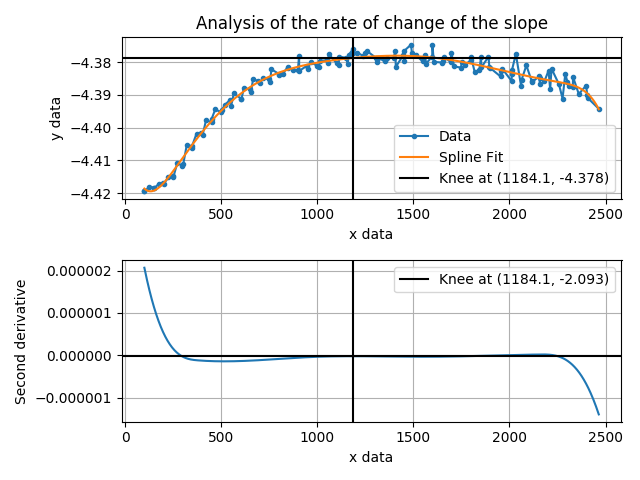 Analysis of the rate of change of the slope
y data
−4.38
−4.39
−4.40
−4.41
−4.42
Data
Spline Fit
Knee at (1184.1, -4.378)
0 500 1000 1500 2000 2500
x data
Second derivative
0.000002
0.000001
0.000000
−0.000001
Knee at (1184.1, -2.093)
0 500 1000 1500 2000 2500
x data